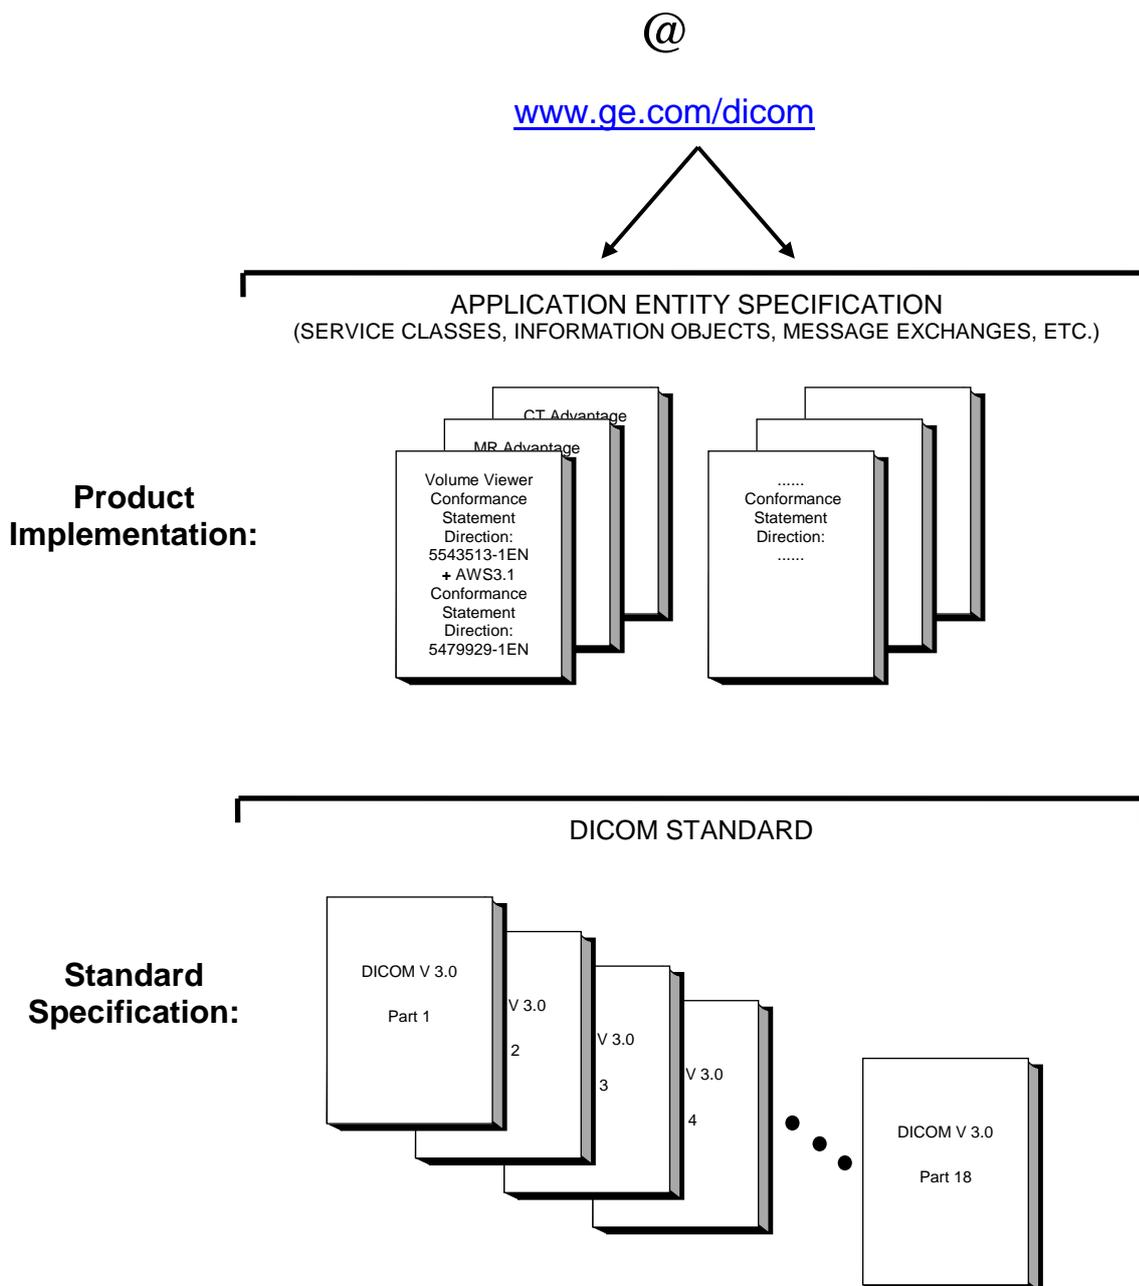 @
www.ge.com/dicom
APPLICATION ENTITY SPECIFICATION
(SERVICE CLASSES, INFORMATION OBJECTS, MESSAGE EXCHANGES, ETC.)
Product
Implementation:
CT Advantage
MR Advantage
Volume Viewer
Conformance
Statement
Direction:
5543513-1EN
+ AWS3.1
Conformance
Statement
Direction:
5479929-1EN
......
Conformance
Statement
Direction:
......
DICOM STANDARD
Standard
Specification:
DICOM V 3.0
Part 1
V 3.0
2
V 3.0
3
V 3.0
4
DICOM V 3.0
Part 18